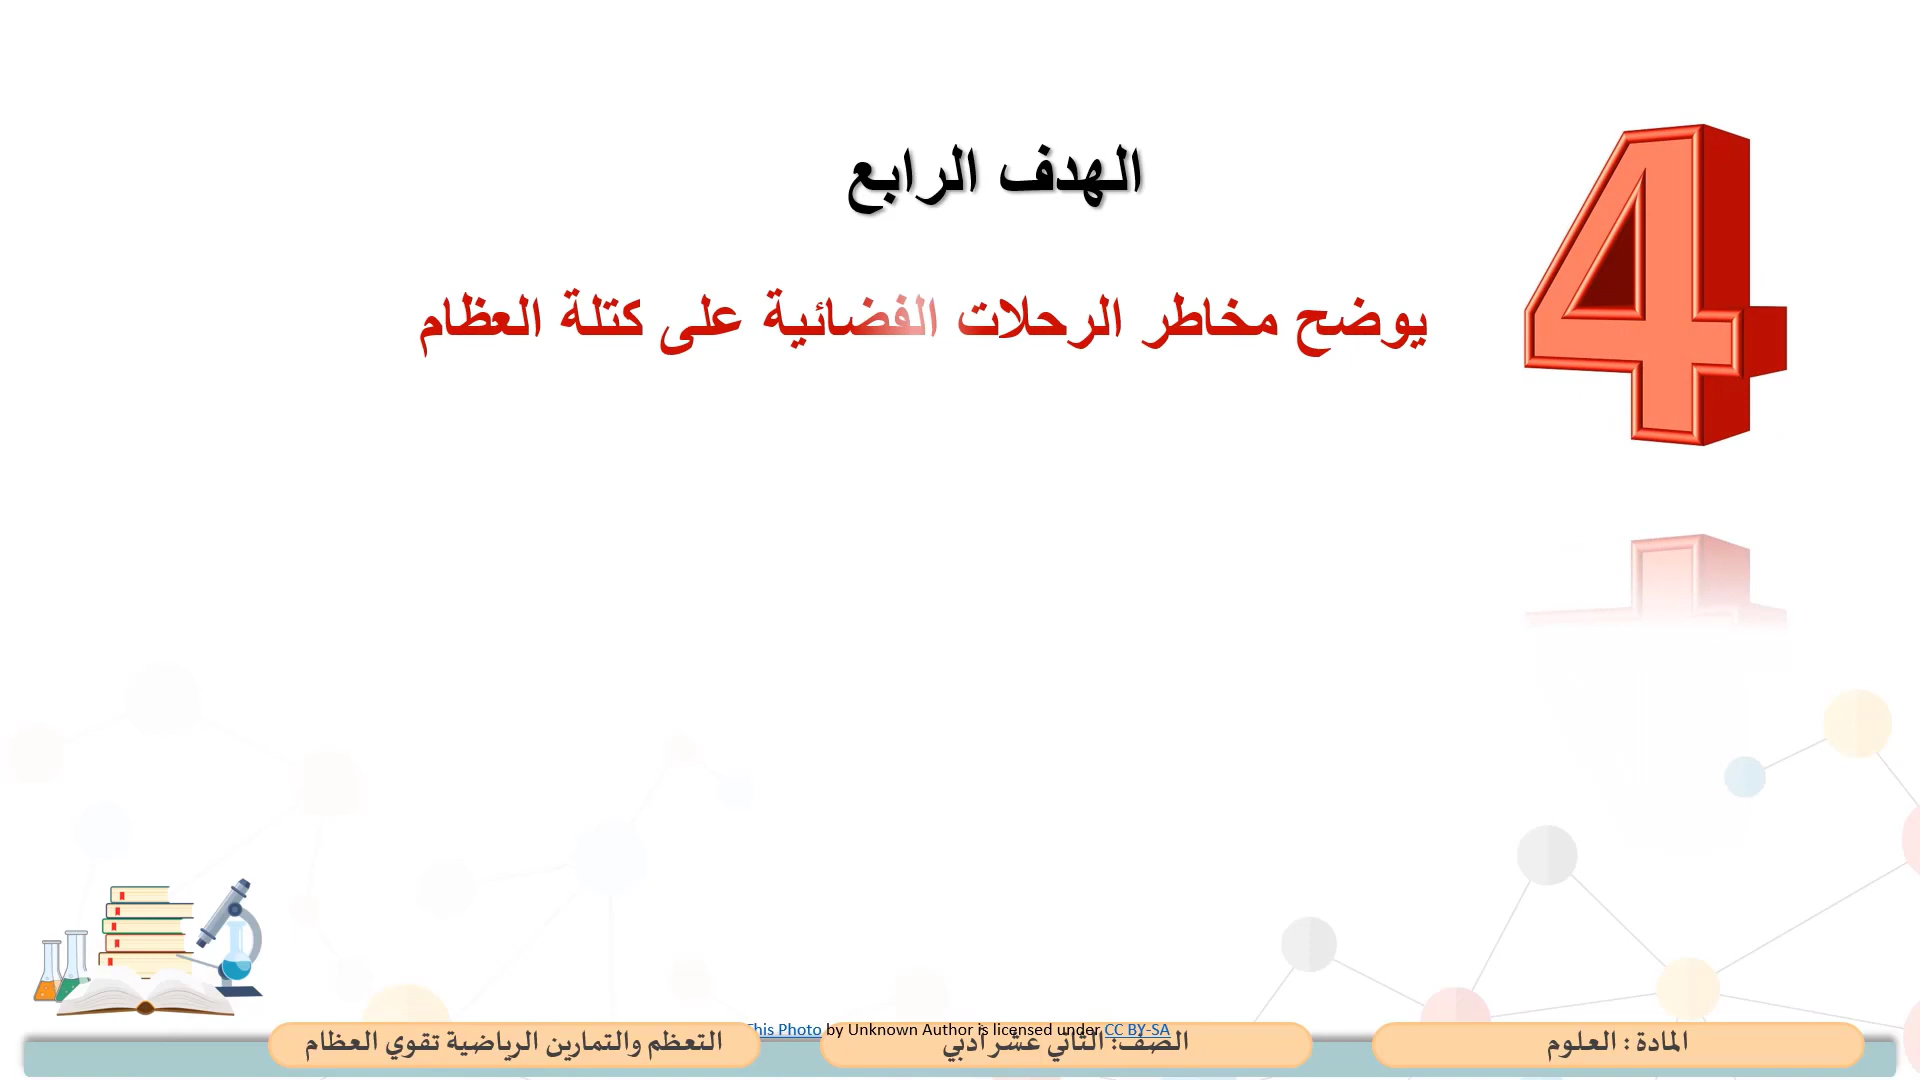 الهدف الرابع
4
يوضح مخاطر الرحلات الفضائية على كتلة العظام
This Photo by Unknown Author is licensed under CC BY-SA
المادة : العلوم
الصف: الثاني عشر أدبي
التعظم والتمارين الرياضية تقوي العظام